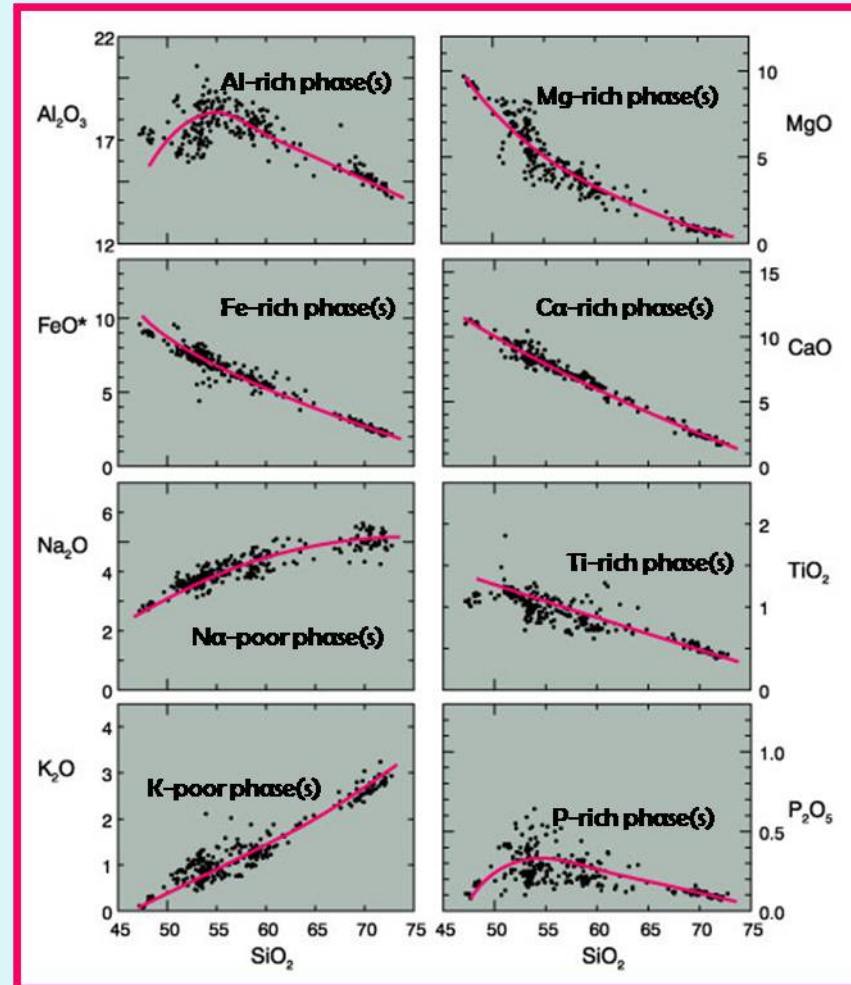 22
Al-rich phase(s)
Al₂O₃
17
12
10
Mg-rich phase(s)
MgO
5
0
Fe-rich phase(s)
FeO*
10
5
0
15
Ca-rich phase(s)
10
CaO
5
0
6
Na₂O
4
2
Na-poor phase(s)
0
2
Ti-rich phase(s)
TiO₂
1
0
4
3
K₂O
K-poor phase(s)
2
1
0
45 50 55 60 65 70 75
SiO₂
1.0
P-rich phase(s)
P₂O₅
0.5
0.0
45 50 55 60 65 70 75
SiO₂